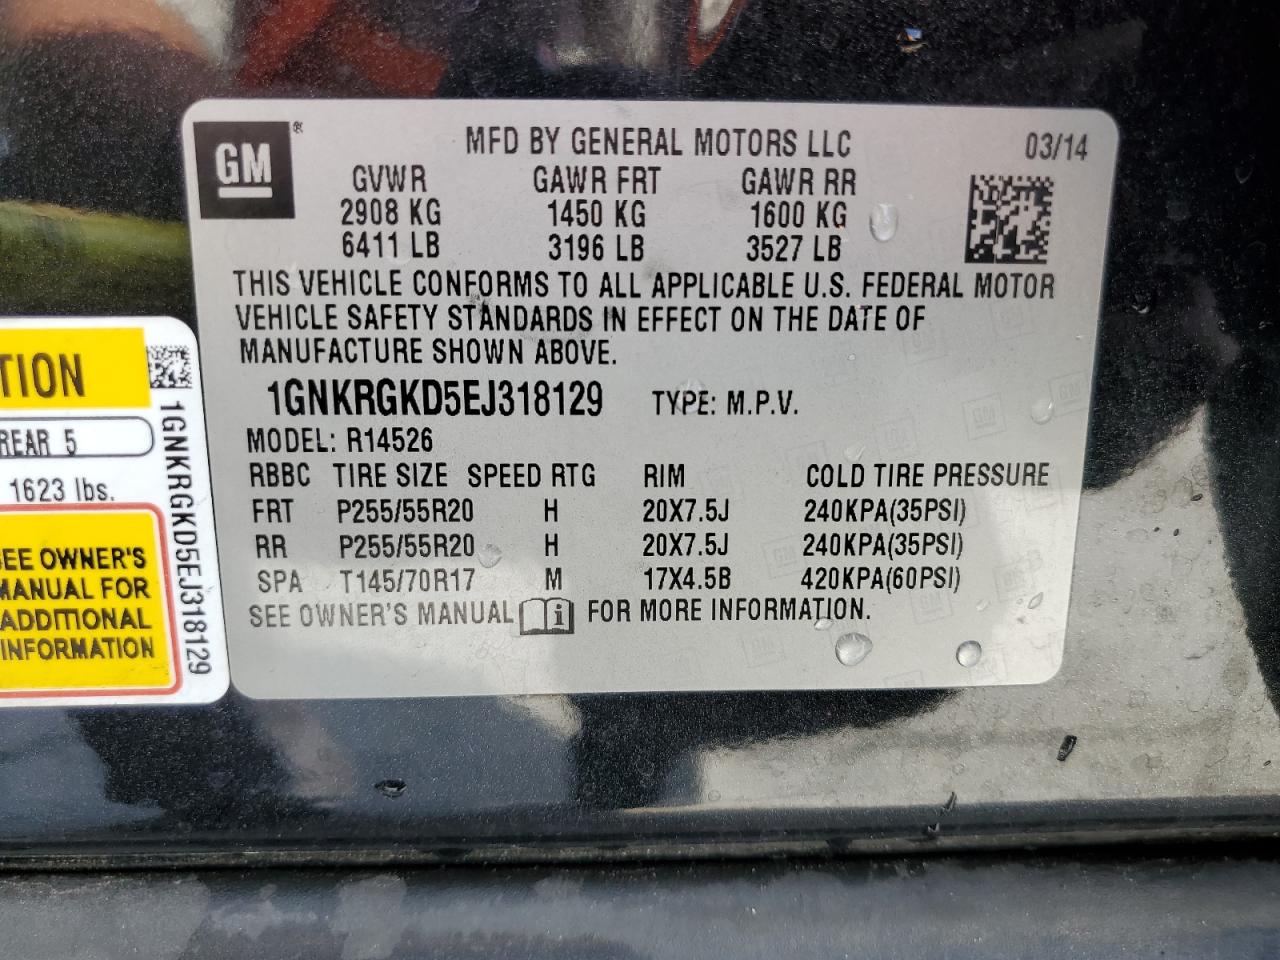 GM®
MFD BY GENERAL MOTORS LLC 03/14
GVWR GAWR FRT GAWR RR
2908 KG 1450 KG 1600 KG
6411 LB 3196 LB 3527 LB
THIS VEHICLE CONFORMS TO ALL APPLICABLE U.S. FEDERAL MOTOR
VEHICLE SAFETY STANDARDS IN EFFECT ON THE DATE OF
MANUFACTURE SHOWN ABOVE.
1GNKRGKD5EJ318129 TYPE: M.P.V.
MODEL: R14526
RBBC TIRE SIZE SPEED RTG RIM COLD TIRE PRESSURE
FRT P255/55R20 H 20X7.5J 240KPA(35PSI)
RR P255/55R20 H 20X7.5J 240KPA(35PSI)
SPA T145/70R17 M 17X4.5B 420KPA(60PSI)
SEE OWNER'S MANUAL i FOR MORE INFORMATION.
TION
REAR 5
1623 lbs.
SEE OWNER'S
MANUAL FOR
ADDITIONAL
INFORMATION
1GNKRGKD5EJ318129